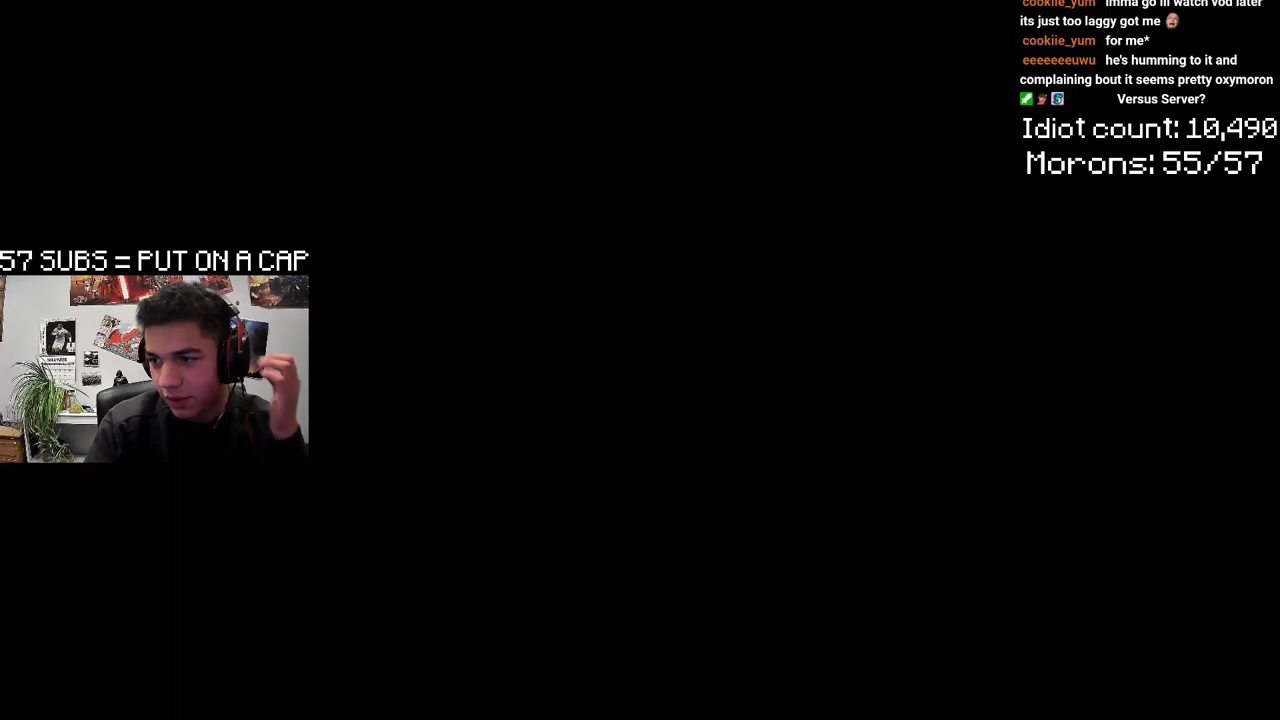 cookiie_yum imma go ill watch vod later
its just too laggy got me
cookiie_yum for me*
eeeeeeeuwu he's humming to it and
complaining bout it seems pretty oxymoron
Versus Server?
Idiot count: 10,490
Morons: 55/57
57 SUBS = PUT ON A CAP